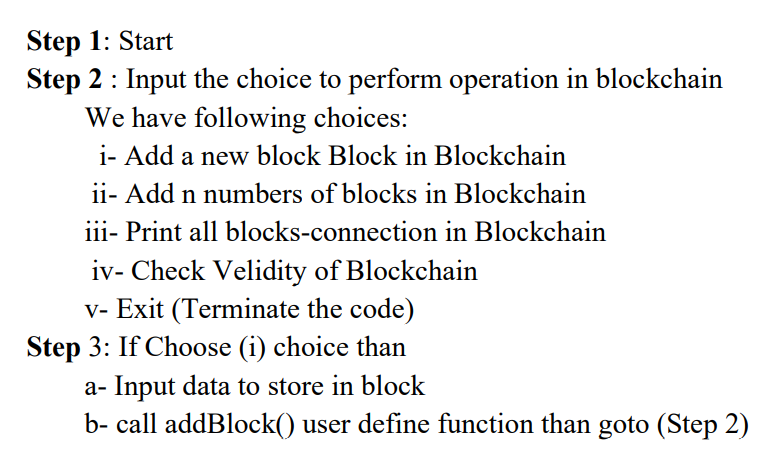 Step 1: Start
Step 2 : Input the choice to perform operation in blockchain
We have following choices:
i- Add a new block Block in Blockchain
ii- Add n numbers of blocks in Blockchain
iii- Print all blocks-connection in Blockchain
iv- Check Velidity of Blockchain
v- Exit (Terminate the code)
Step 3: If Choose (i) choice than
a- Input data to store in block
b- call addBlock() user define function than goto (Step 2)